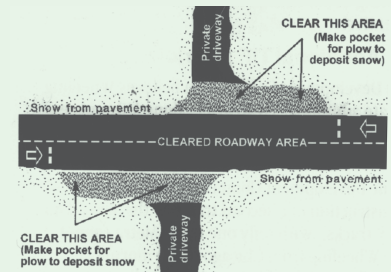 CLEAR THIS AREA
(Make pocket
for plow to
deposit snow)
Private
driveway
Snow from pavement
CLEARED ROADWAY AREA
Snow from pavement
CLEAR THIS AREA
(Make pocket for
plow to deposit snow
Private
driveway